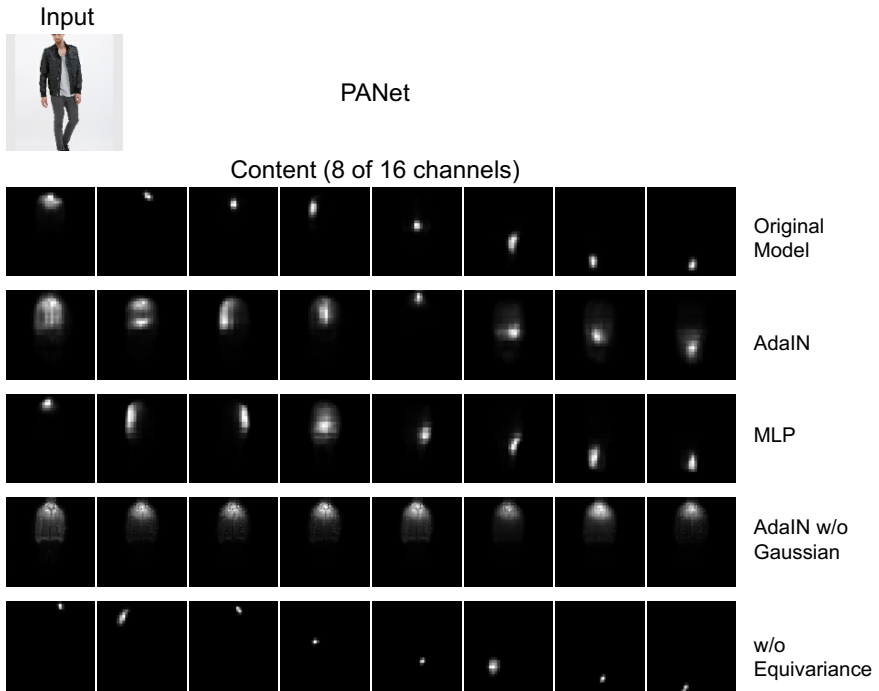 Input
PANet
Content (8 of 16 channels)
Original
Model
AdaIN
MLP
AdaIN w/o
Gaussian
w/o
Equivariance